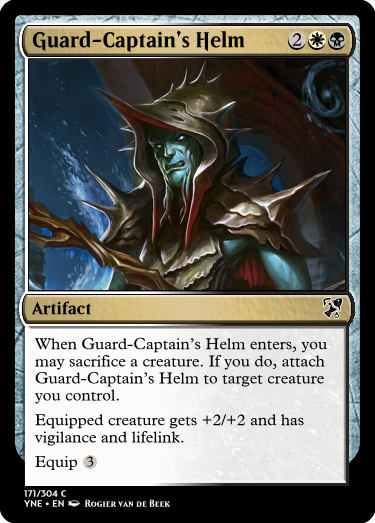 Guard-Captain's Helm 2
Artifact
When Guard-Captain's Helm enters, you
may sacrifice a creature. If you do, attach
Guard-Captain's Helm to target creature
you control.
Equipped creature gets +2/+2 and has
vigilance and lifelink.
Equip 3
171/304 C
YNE • EN Rogier van de Beek